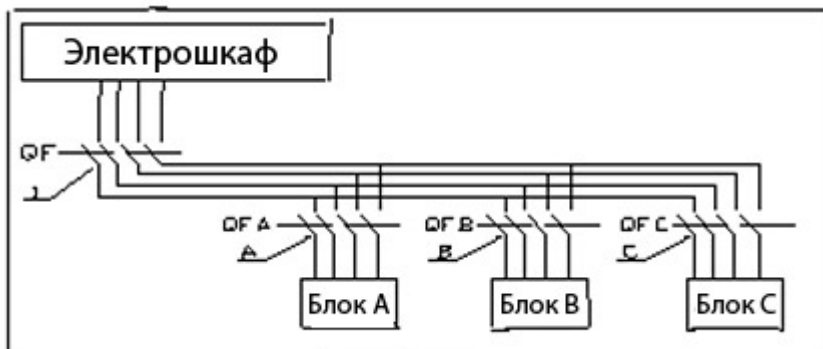 Электрошкаф
QF
1
QF A QF B QF C
A B C
Блок А Блок В Блок С